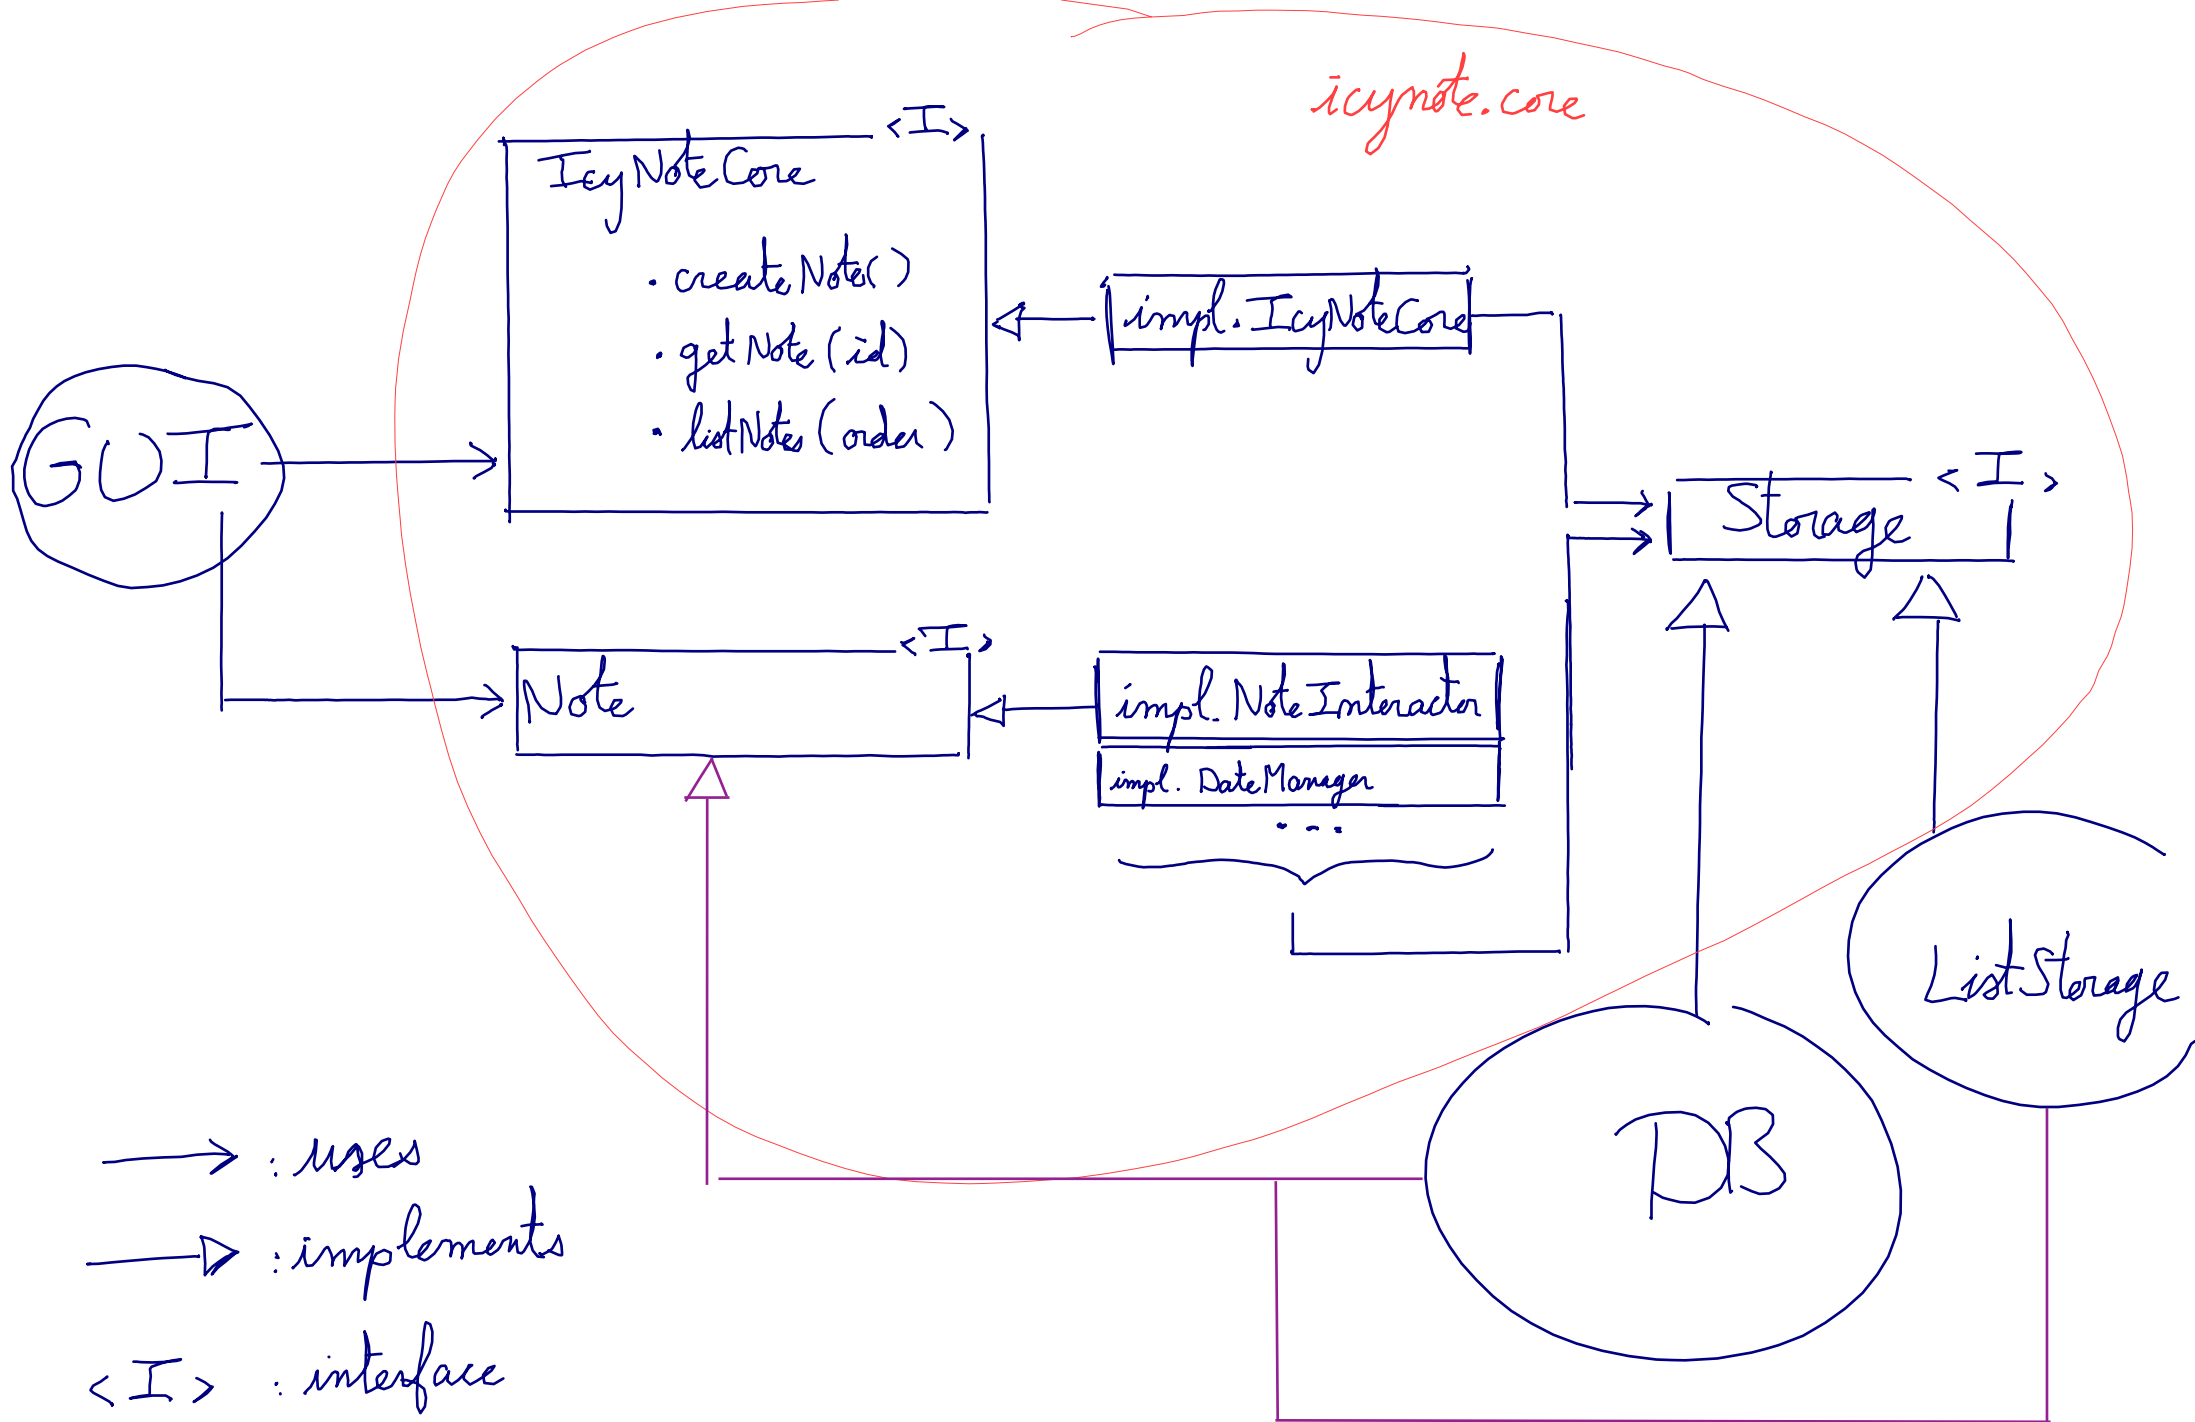 icynote.core
<I>
IcyNoteCore
• createNote()
• getNote(id)
• listNotes(order)
impl.IcyNoteCore
GUI
<I>
Storage
<I>
Note
impl.NoteInteractor
impl.DateManager
...
ListStorage
DB
: uses
: implements
<I> : interface